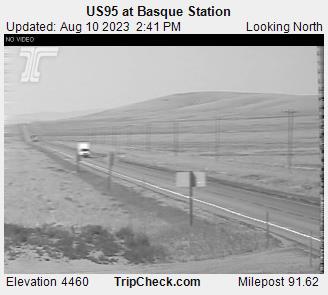 US95 at Basque Station
Updated: Aug 10 2023 2:41 PM Looking North
NO VIDEO
Elevation 4460 TripCheck.com Milepost 91.62